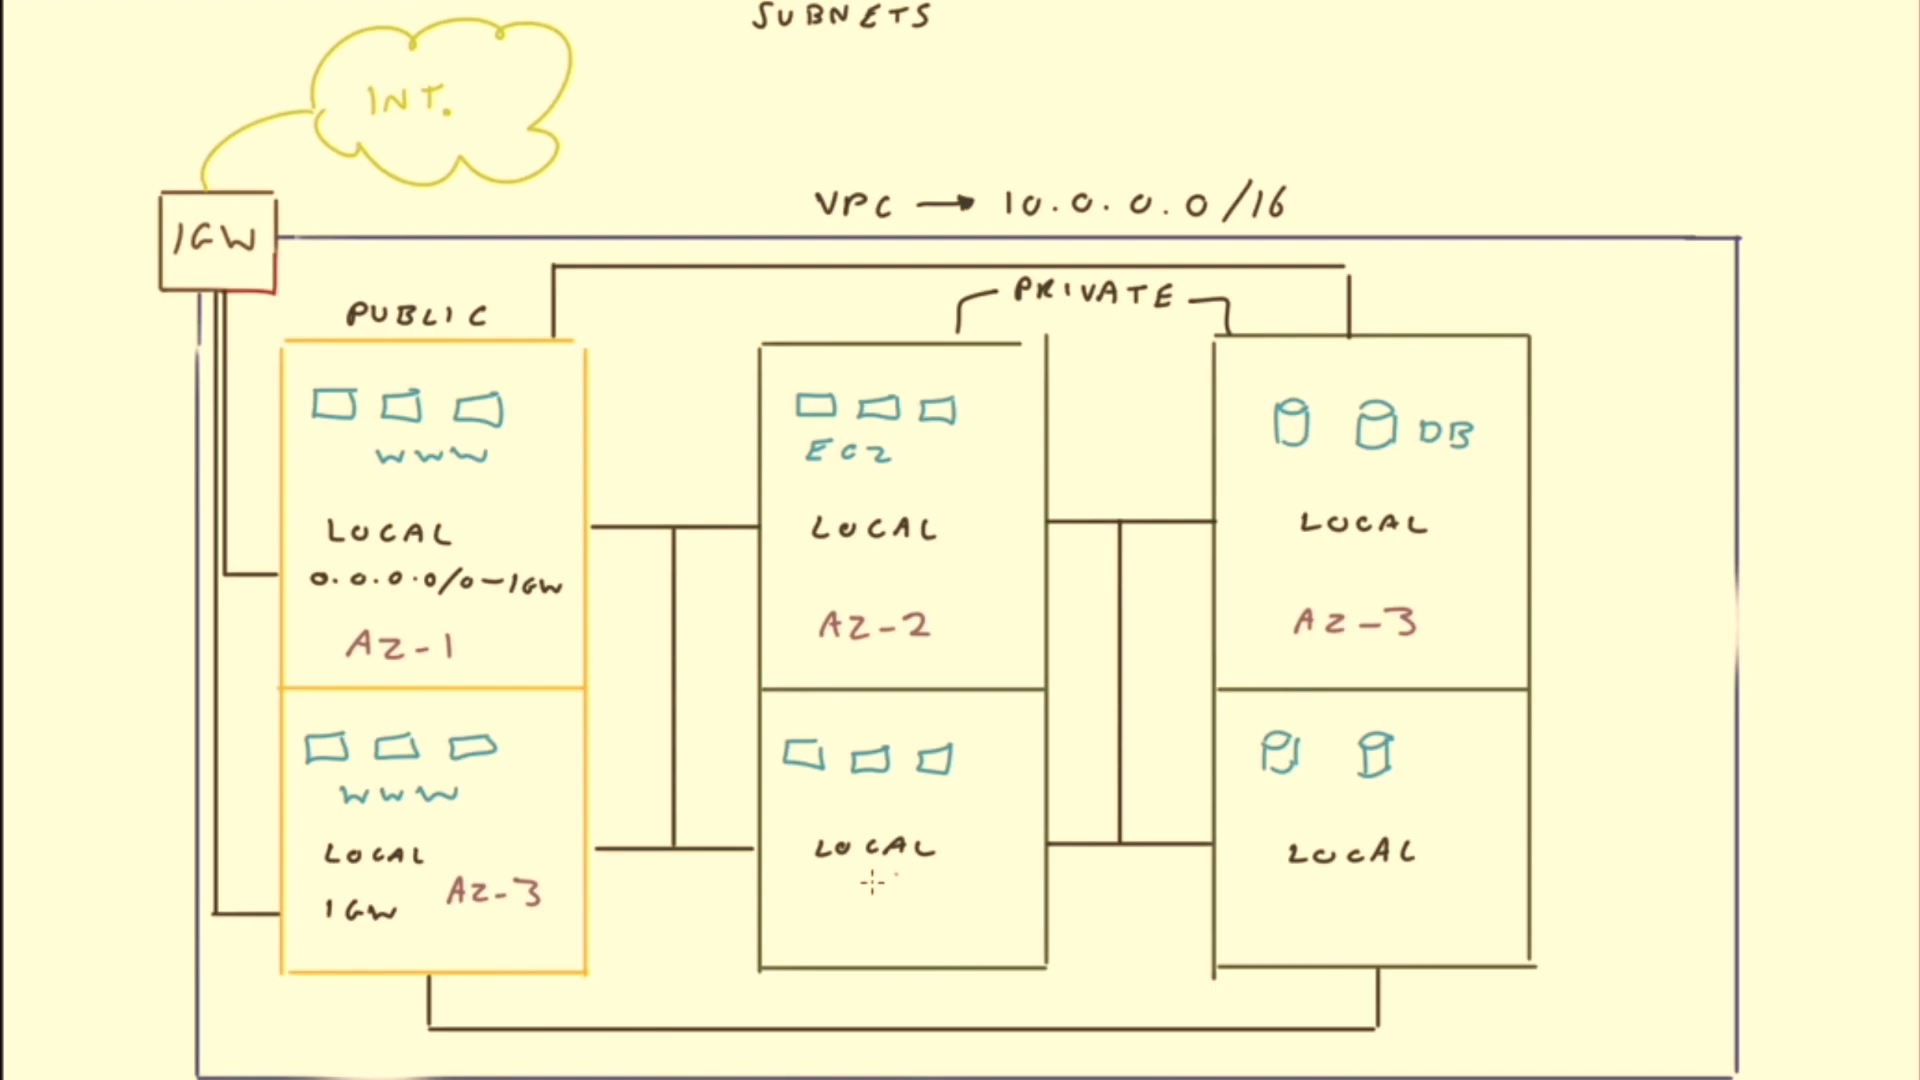 SUBNETS
INT.
VPC → 10.0.0.0/16
IGW
PUBLIC
PRIVATE
WWW
LOCAL
0.0.0.0/0-IGW
AZ-1
EC2
LOCAL
AZ-2
DB
LOCAL
AZ-3
WWW
LOCAL
IGW
AZ-3
LOCAL
LOCAL